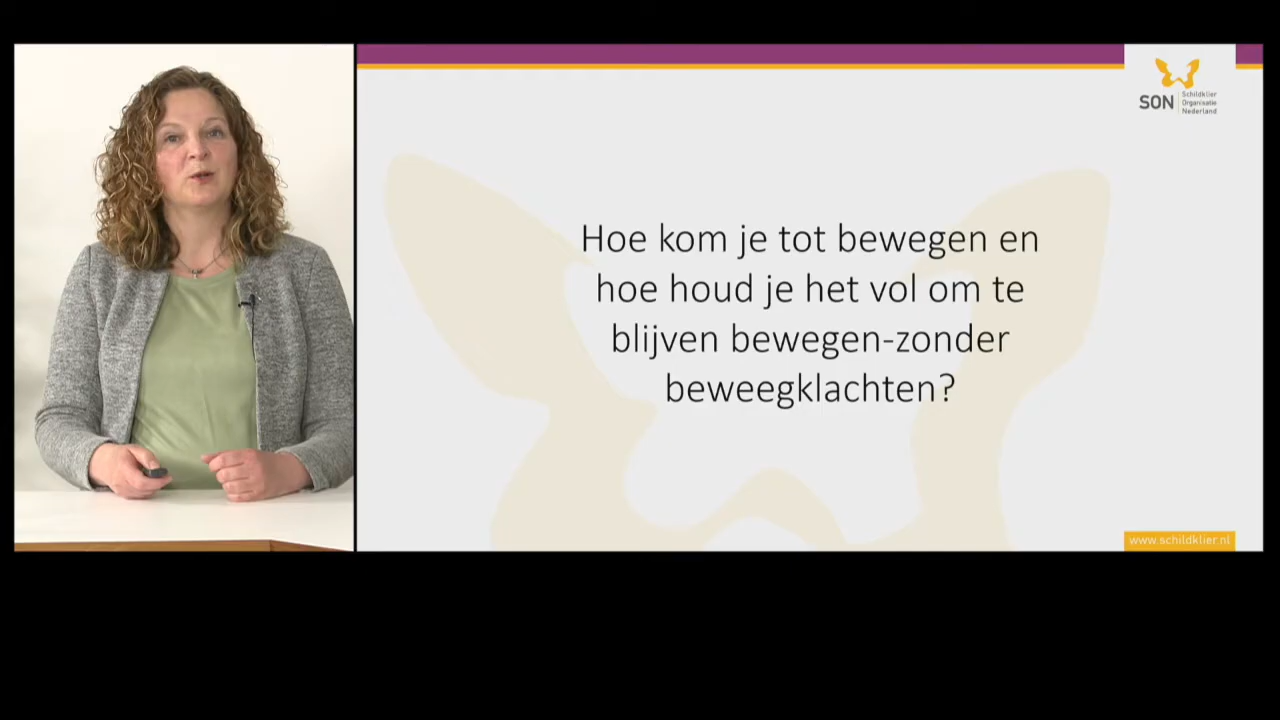 SON
Schildklier
Organisatie
Nederland
Hoe kom je tot bewegen en
hoe houd je het vol om te
blijven bewegen-zonder
beweegklachten?
www.schildklier.nl